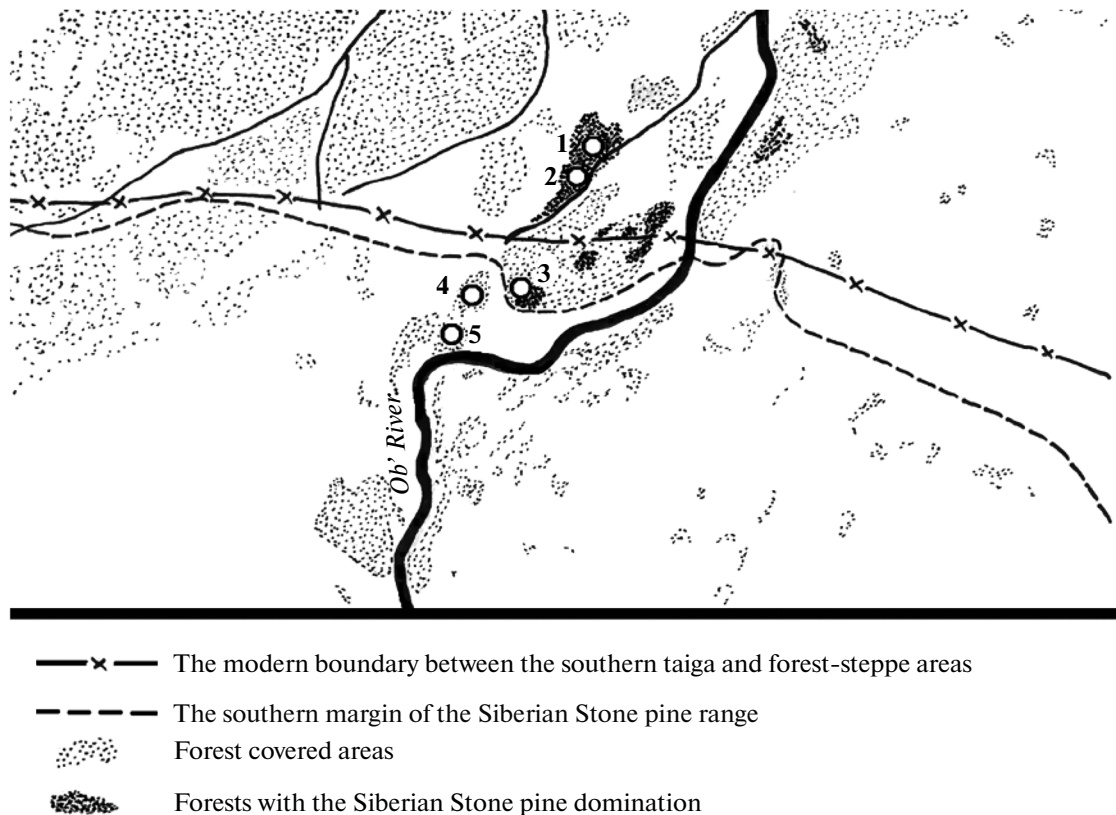 1
2
3
4
5
Ob' River
The modern boundary between the southern taiga and forest-steppe areas
The southern margin of the Siberian Stone pine range
Forest covered areas
Forests with the Siberian Stone pine domination